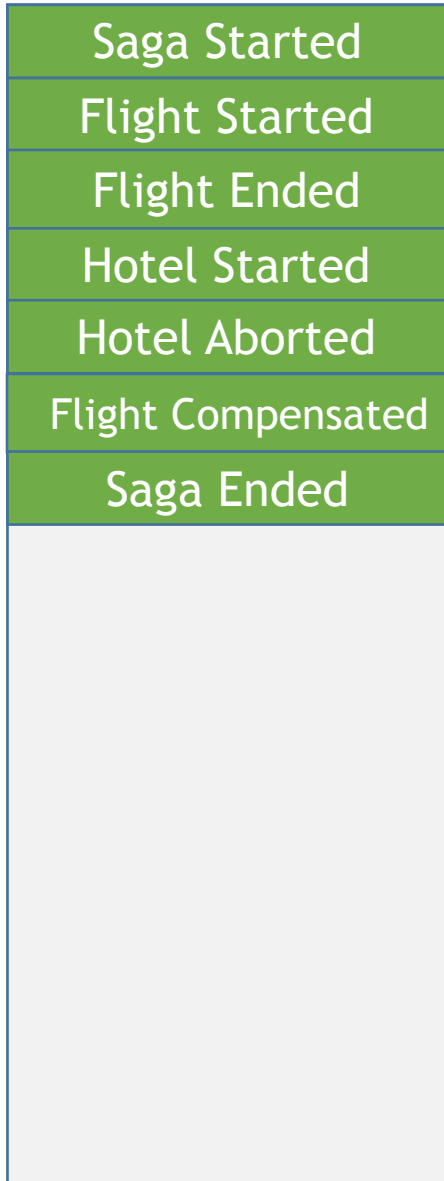 Saga Started
Flight Started
Flight Ended
Hotel Started
Hotel Aborted
Flight Compensated
Saga Ended